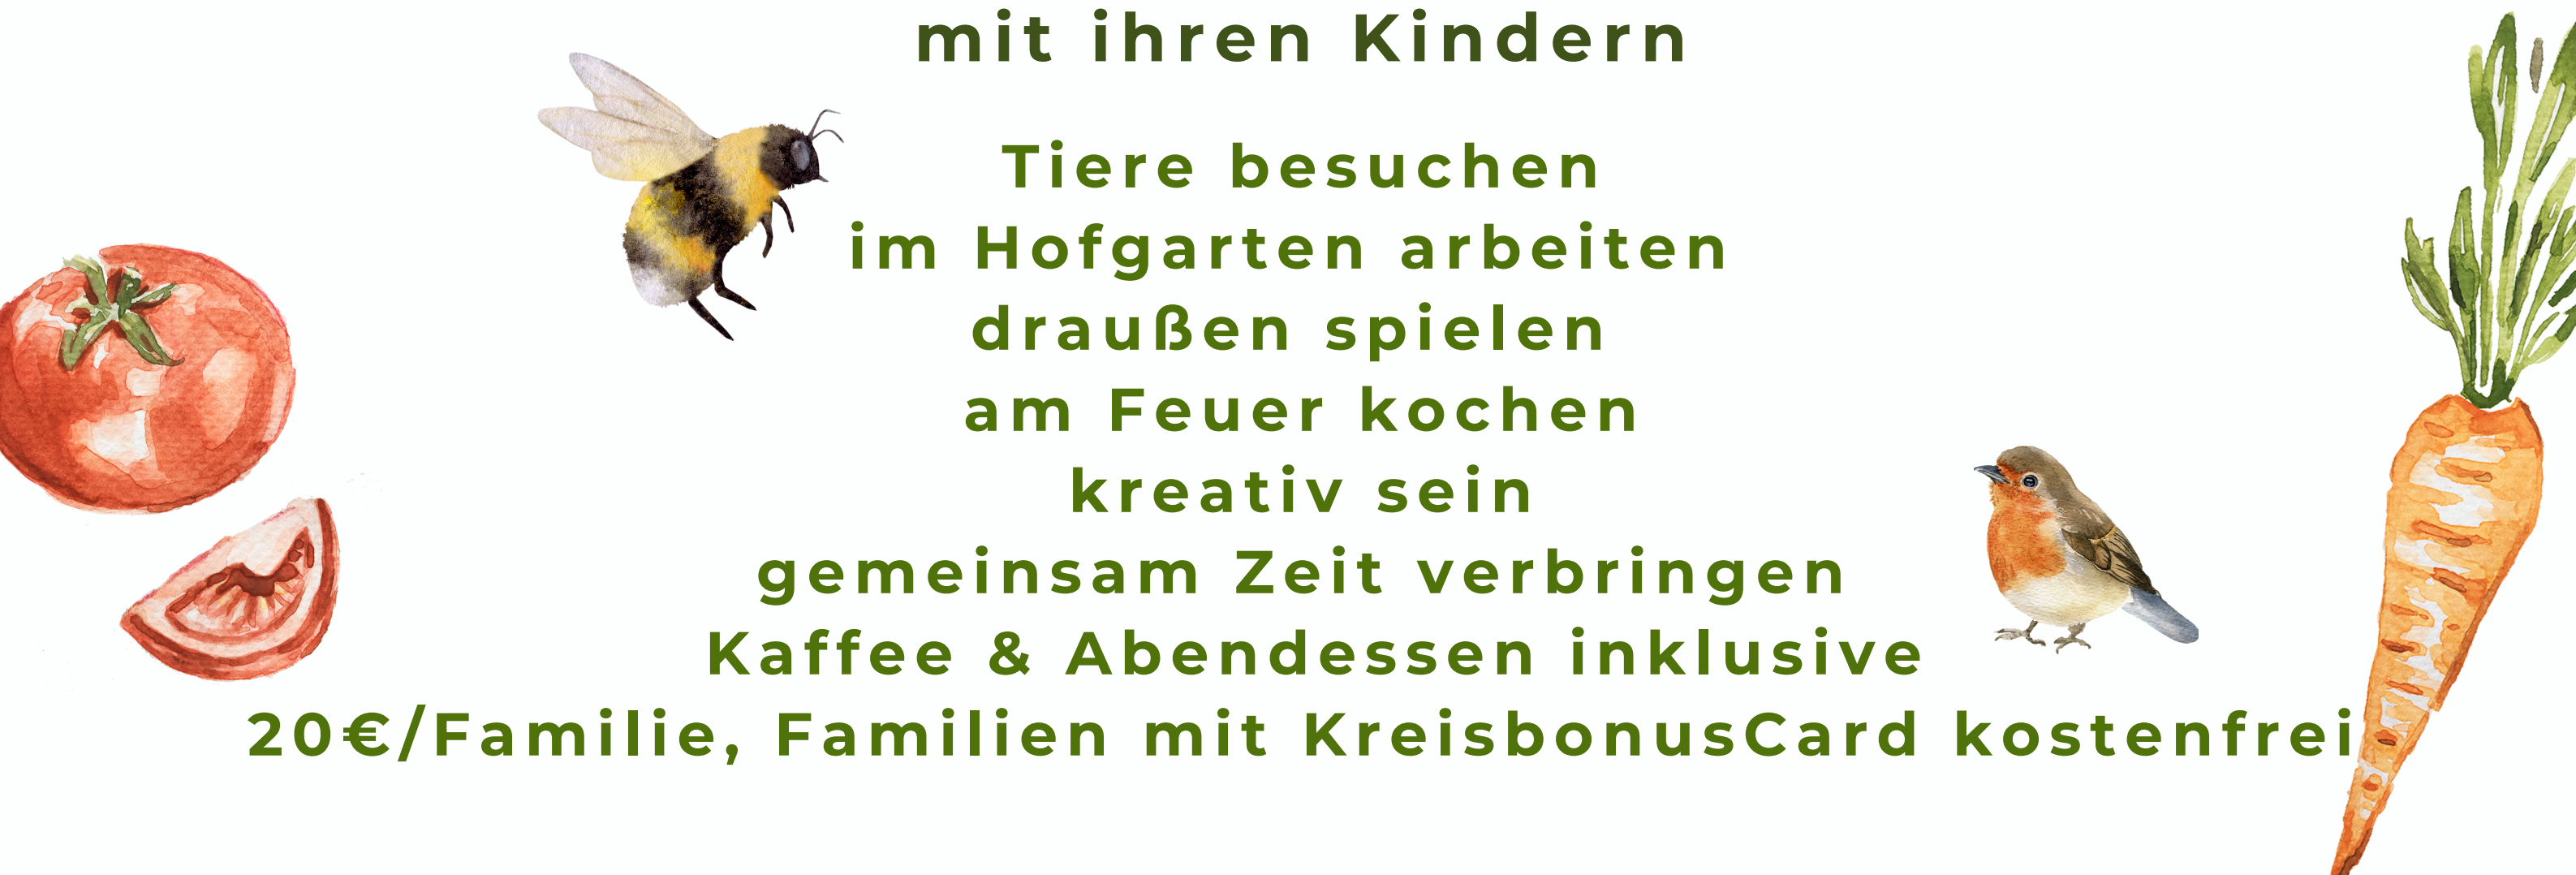 mit ihren Kindern
Tiere besuchen
im Hofgarten arbeiten
draußen spielen
am Feuer kochen
kreativ sein
gemeinsam Zeit verbringen
Kaffee & Abendessen inklusive
20€/Familie, Familien mit KreisbonusCard kostenfrei